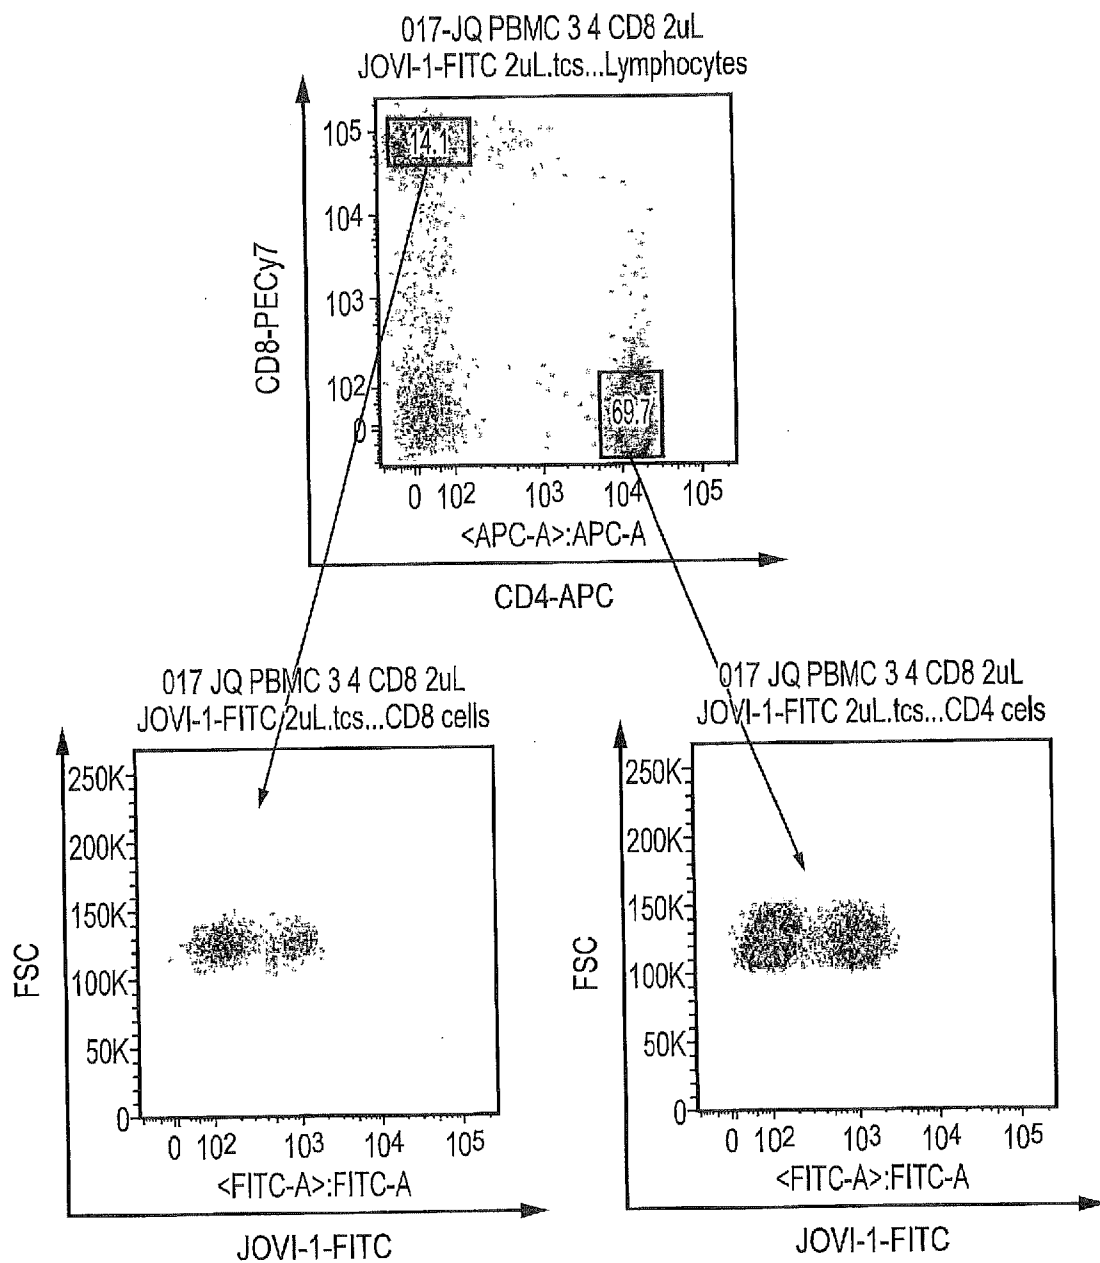 017-JQ PBMC 3 4 CD8 2uL
JOVI-1-FITC 2uL.tcs...Lymphocytes
105
14.1
104
103
102
69.7
0
CD8-PECy7
0 102 103 104 105
<APC-A>:APC-A
CD4-APC
017 JQ PBMC 3 4 CD8 2uL
JOVI-1-FITC 2uL.tcs...CD8 cells
250K
200K
150K
100K
50K
0
FSC
0 102 103 104 105
<FITC-A>:FITC-A
JOVI-1-FITC
017 JQ PBMC 3 4 CD8 2uL
JOVI-1-FITC 2uL.tcs...CD4 cels
250K
200K
150K
100K
50K
0
FSC
0 102 103 104 105
<FITC-A>:FITC-A
JOVI-1-FITC